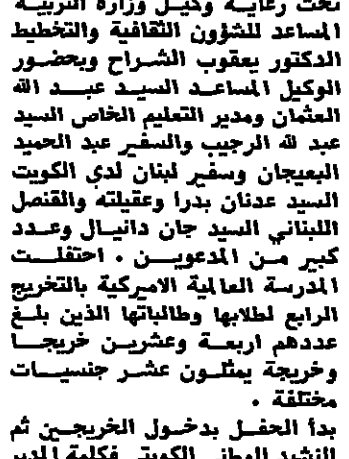 تحت رعاية وكيل وزارة التربية
المساعد للشؤون الثقافية والتخطيط
الدكتور يعقوب الشراح وبحضور
الوكيل المساعد السيد عبد الله
العثمان ومدير التعليم الخاص السيد
عبد لله الرجيب والسفير عبد الحميد
البعيجان وسفير لبنان لدى الكويت
السيد عدنان بدرا وعقيلته والقنصل
اللبناني السيد جان دانيال وعدد
كبير من المدعوين . احتفلت
المدرسة العالمية الاميركية بالتخريج
الرابع لطلابها وطالباتها الذين بلغ
عددهم اربعة وعشرين خريجا
وخريجة يمثلون عشر جنسيات
مختلفة .
بدأ الحفل بدخول الخريجين ثم
النشيد الوطني الكويتي فكلمة المدير